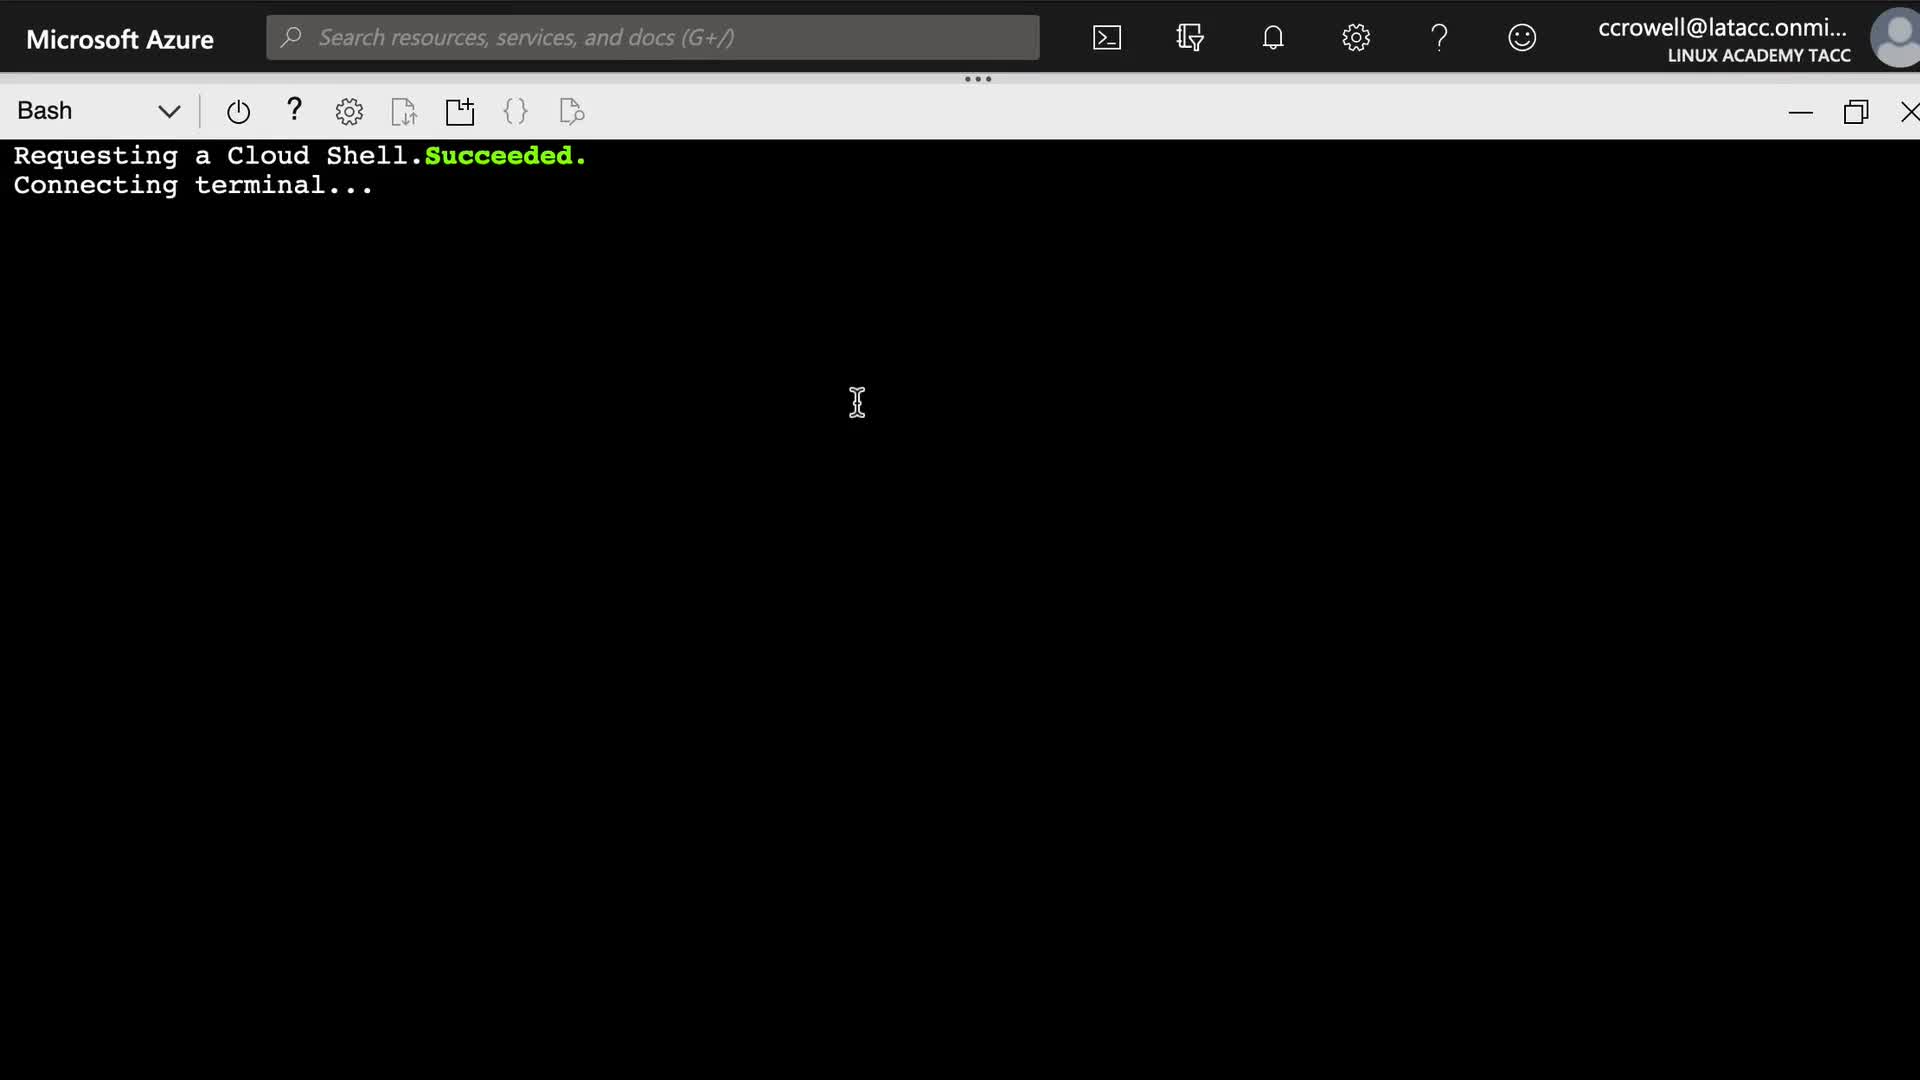 Microsoft Azure
Search resources, services, and docs (G+/)
ccrowell@latacc.onmi...
LINUX ACADEMY TACC
Bash
Requesting a Cloud Shell.Succeeded.
Connecting terminal...